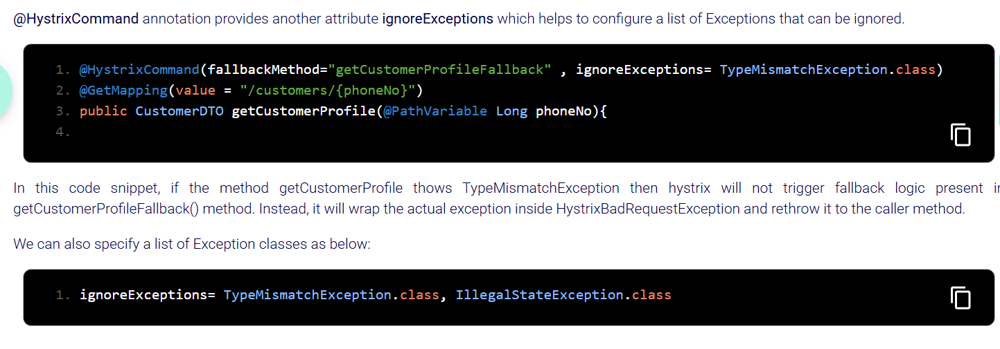 @HystrixCommand annotation provides another attribute ignoreExceptions which helps to configure a list of Exceptions that can be ignored.
1. @HystrixCommand(fallbackMethod="getCustomerProfileFallback" , ignoreExceptions= TypeMismatchException.class)
2. @GetMapping(value = "/customers/{phoneNo}")
3. public CustomerDTO getCustomerProfile(@PathVariable Long phoneNo){
4.
In this code snippet, if the method getCustomerProfile thows TypeMismatchException then hystrix will not trigger fallback logic present
getCustomerProfileFallback() method. Instead, it will wrap the actual exception inside HystrixBadRequestException and rethrow it to the caller method.
We can also specify a list of Exception classes as below:
1. ignoreExceptions= TypeMismatchException.class, IllegalStateException.class